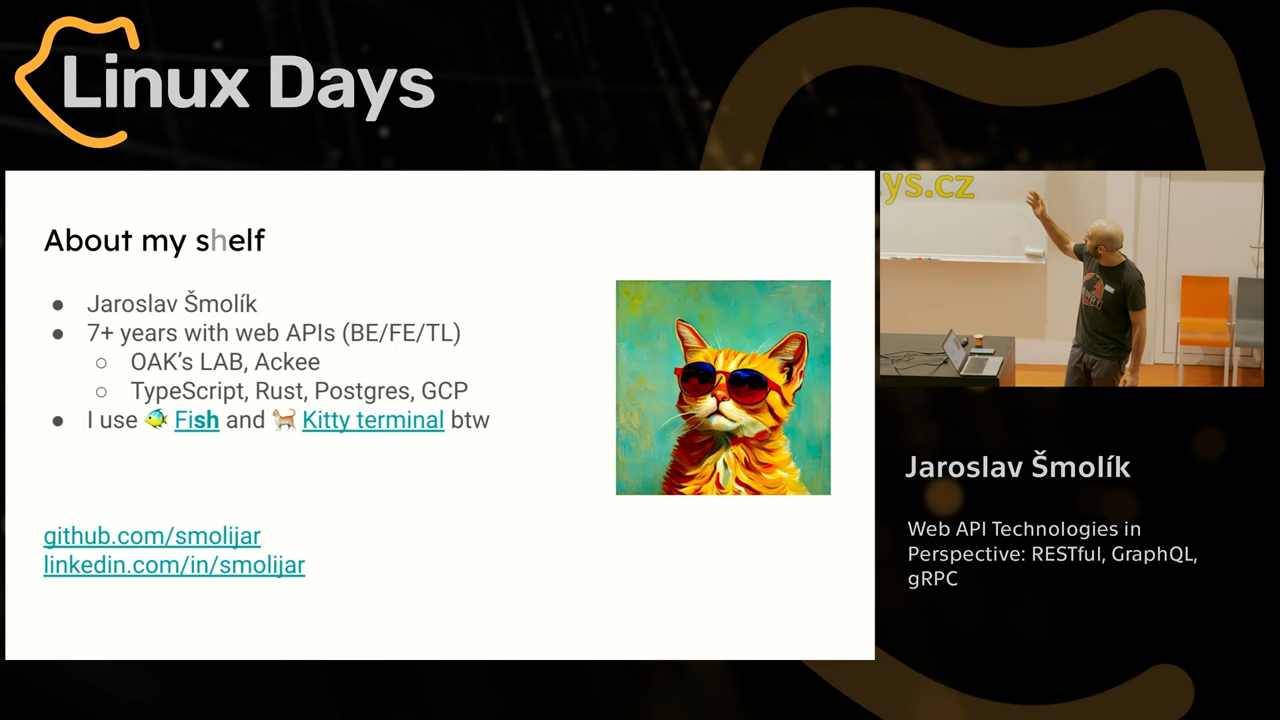 Linux Days
About my shelf
● Jaroslav Šmolík
● 7+ years with web APIs (BE/FE/TL)
○ OAK’s LAB, Ackee
○ TypeScript, Rust, Postgres, GCP
● I use 🐠 Fish and 🐈 Kitty terminal btw
github.com/smolijar
linkedin.com/in/smolijar
ys.cz
Jaroslav Šmolík
Web API Technologies in
Perspective: RESTful, GraphQL,
gRPC